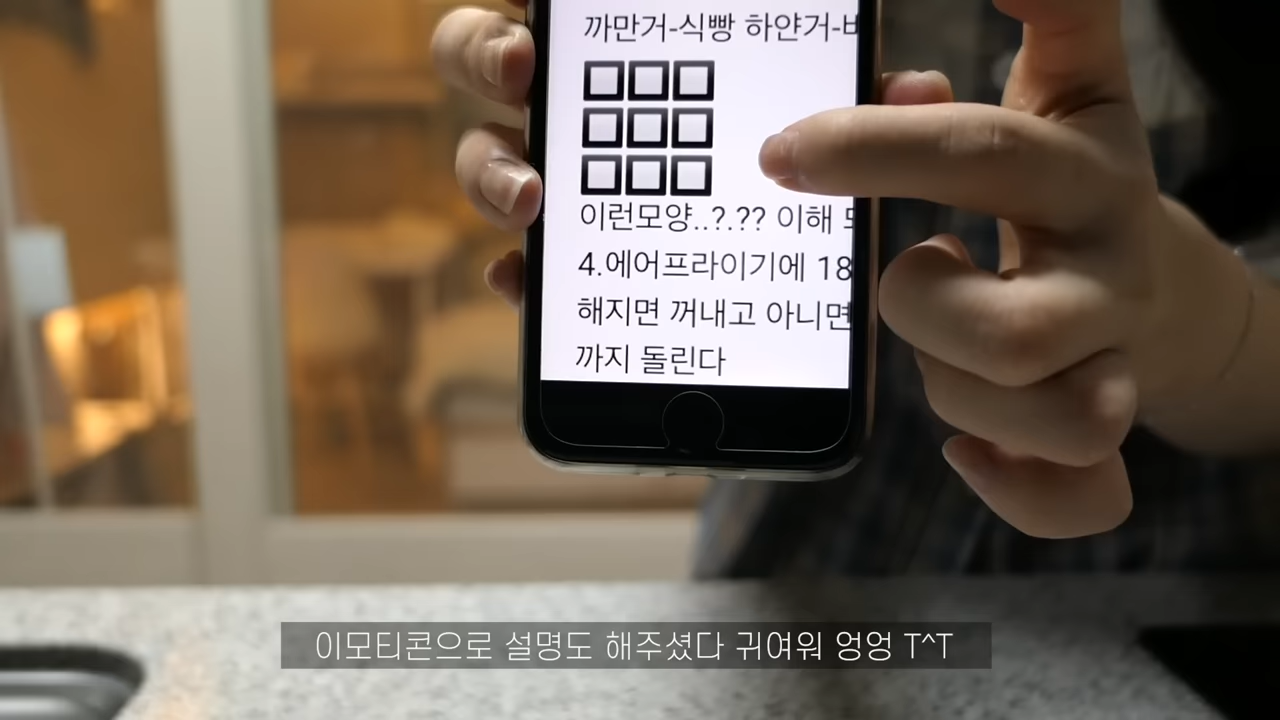 까만거-식빵 하얀거-
이런모양..?.?? 이해
4.에어프라이기에 18
해지면 꺼내고 아니면
까지 돌린다
이모티콘으로 설명도 해주셨다 귀여워 엉엉 T^T